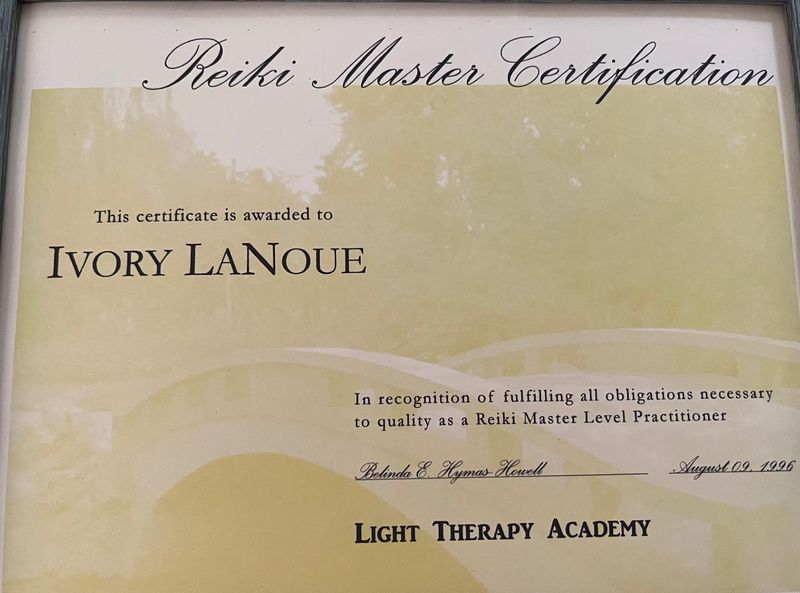 Reiki Master Certification
This certificate is awarded to
IVORY LANOUE
In recognition of fulfilling all obligations necessary
to quality as a Reiki Master Level Practitioner
Belinda E. Hymas-Howell August 09, 1996
LIGHT THERAPY ACADEMY